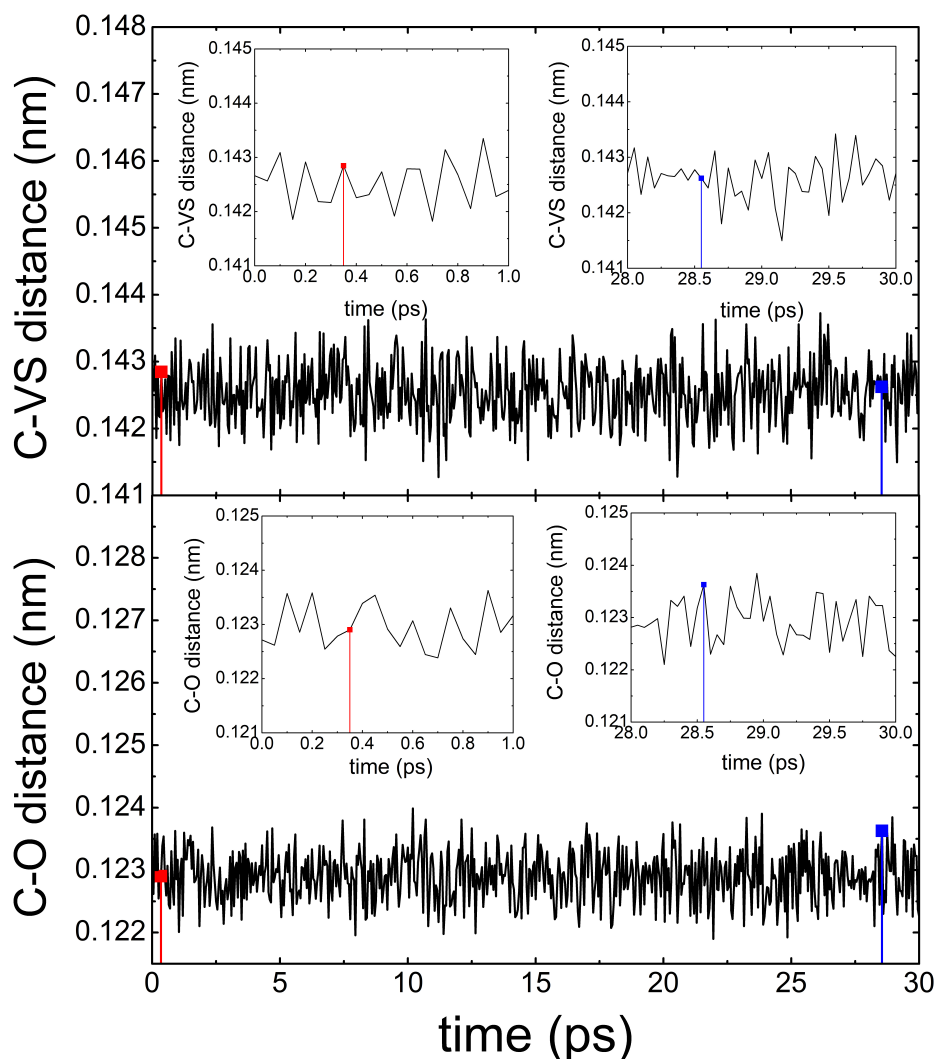 0.148
0.147
0.146
0.145
0.144
0.143
0.142
0.141
C-VS distance (nm)
0.145
0.144
0.143
0.142
0.141
C-VS distance (nm)
0.0 0.2 0.4 0.6 0.8 1.0
time (ps)
0.145
0.144
0.143
0.142
0.141
C-VS distance (nm)
28.0 28.5 29.0 29.5 30.0
time (ps)
0.128
0.127
0.126
0.125
0.124
0.123
0.122
C-O distance (nm)
0.125
0.124
0.123
0.122
0.121
C-O distance (nm)
0.0 0.2 0.4 0.6 0.8 1.0
time (ps)
0.125
0.124
0.123
0.122
0.121
C-O distance (nm)
28.0 28.5 29.0 29.5 30.0
time (ps)
0 5 10 15 20 25 30
time (ps)